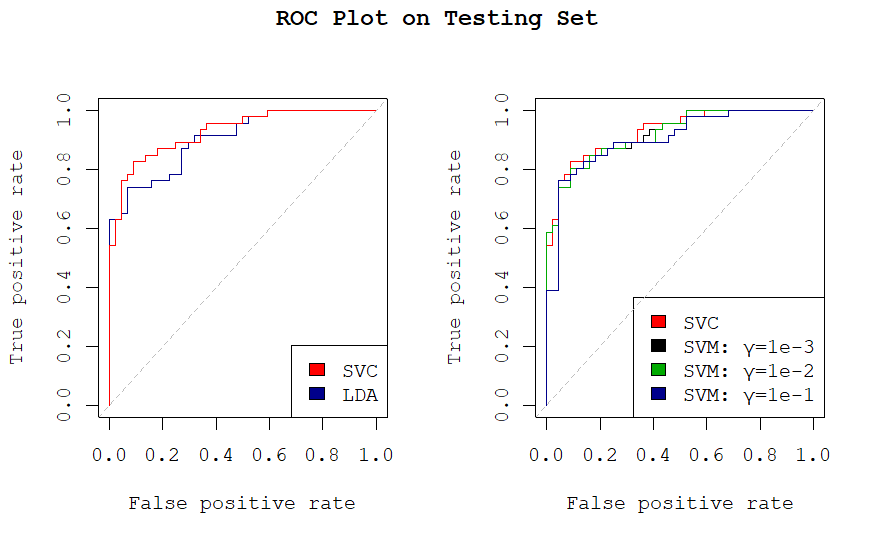 ROC Plot on Testing Set
True positive rate
1.0
0.8
0.6
0.4
0.2
0.0
SVC
LDA
0.0 0.2 0.4 0.6 0.8 1.0
False positive rate
True positive rate
1.0
0.8
0.6
0.4
0.2
0.0
SVC
SVM: γ=1e-3
SVM: γ=1e-2
SVM: γ=1e-1
0.0 0.2 0.4 0.6 0.8 1.0
False positive rate